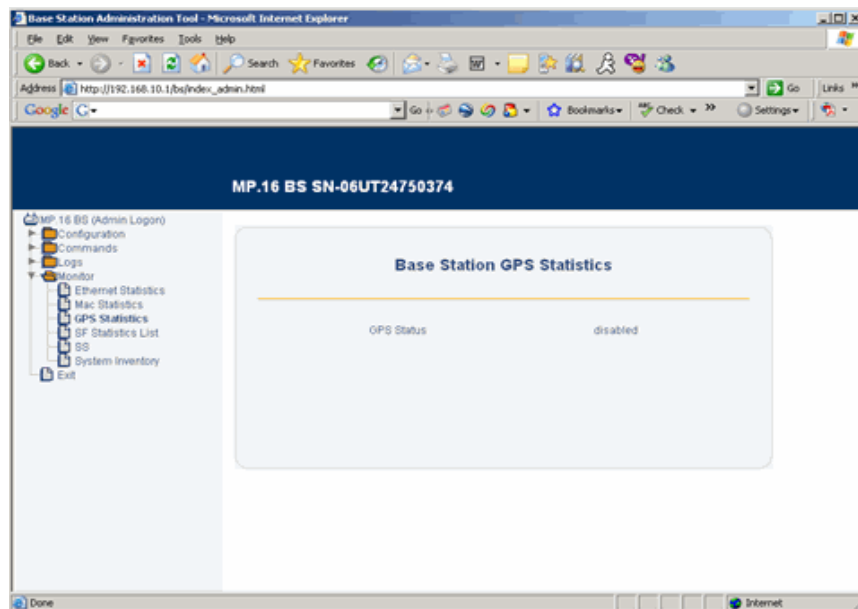 Base Station Administration Tool - Microsoft Internet Explorer
File Edit View Favorites Tools Help
Back Search Favorites
Address http://192.168.10.1/bs/index_admin.html Go Links »
Google G Go Bookmarks Check » Settings
MP.16 BS SN-06UT24750374
MP.16 BS (Admin Logon)
Configuration
Commands
Logs
Monitor
Ethernet Statistics
Mac Statistics
GPS Statistics
SF Statistics List
SS
System Inventory
Exit
Base Station GPS Statistics
GPS Status disabled
Done Internet